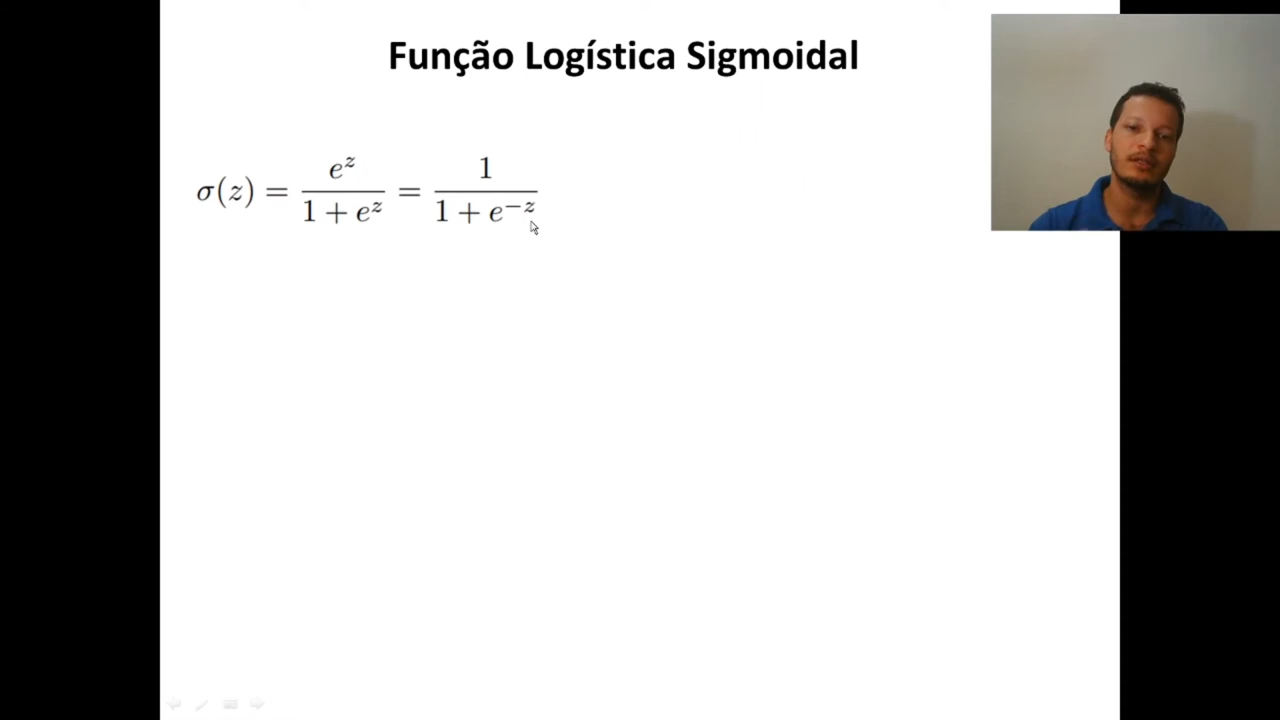 Função Logística Sigmoidal
σ(z) = e^z / (1 + e^z) = 1 / (1 + e^{-z})